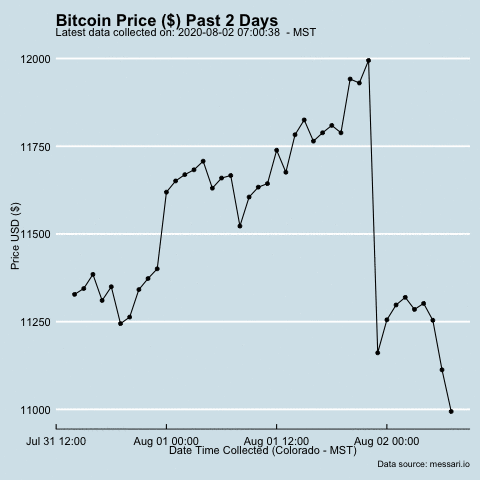 Bitcoin Price ($) Past 2 Days
Latest data collected on: 2020-08-02 07:00:38 - MST
12000
11750
11500
11250
11000
Price USD ($)
Jul 31 12:00 Aug 01 00:00 Aug 01 12:00 Aug 02 00:00
Date Time Collected (Colorado - MST)
Data source: messari.io